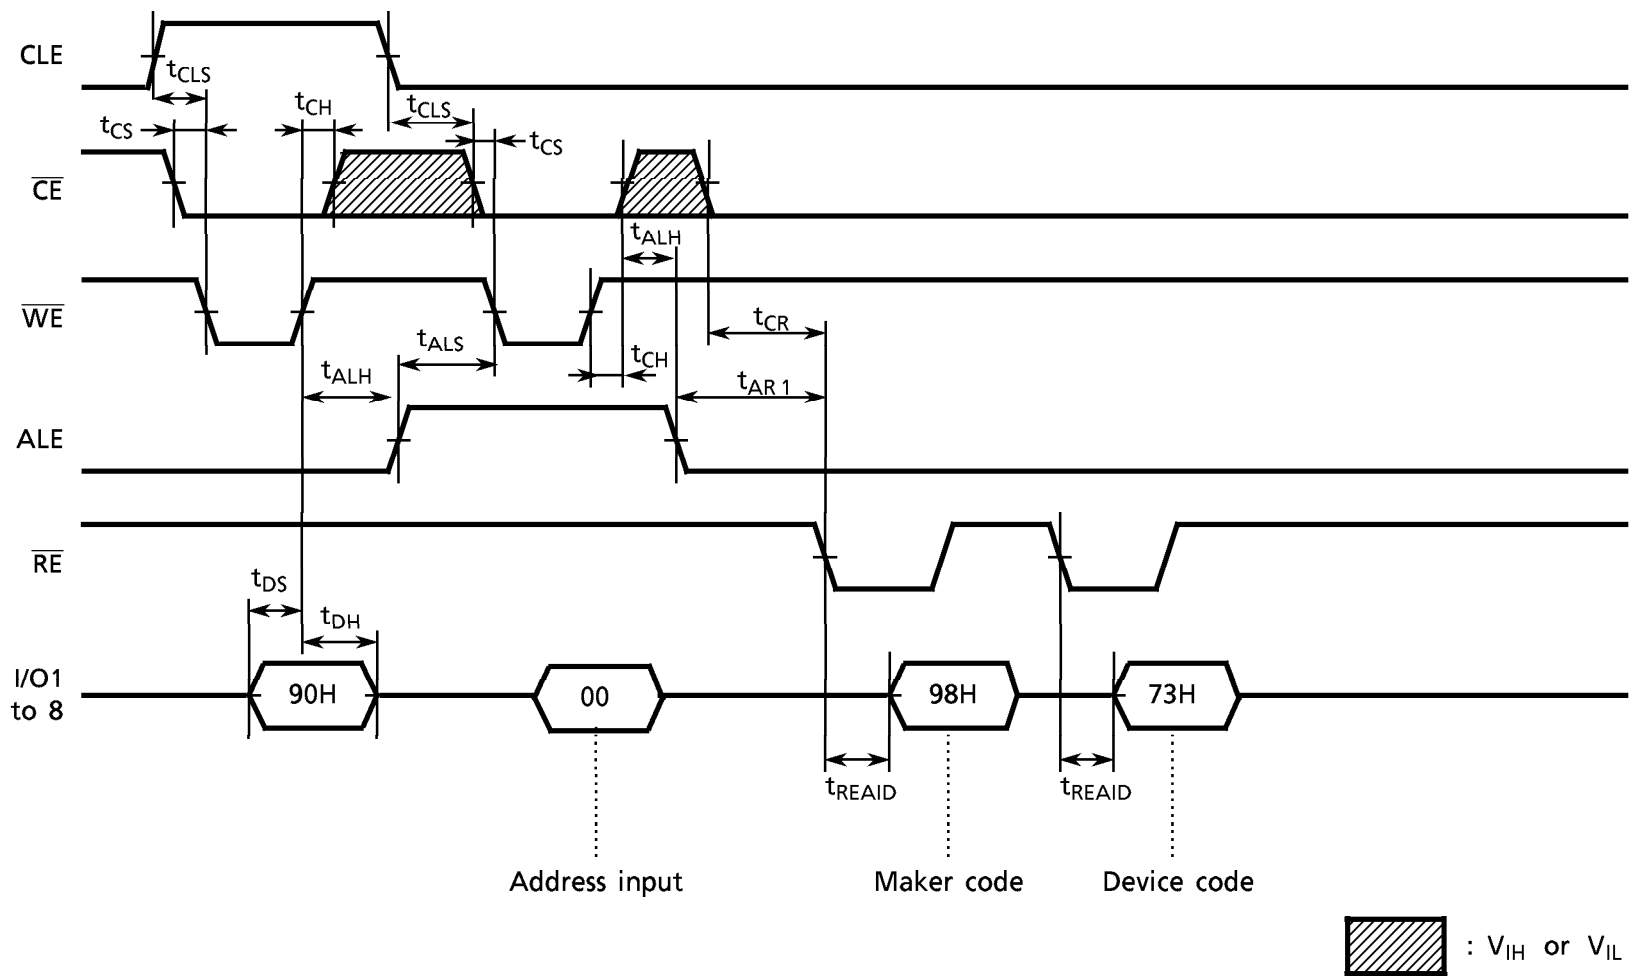 CLE
tCLS
tCH
tCLS
tCS
tCS
CE
tALH
WE
tCR
tALS
tCH
tALH
tAR 1
ALE
RE
tDS
tDH
I/O1
to 8
90H
00
98H
73H
tREAID
tREAID
Address input
Maker code
Device code
: VIH or VIL